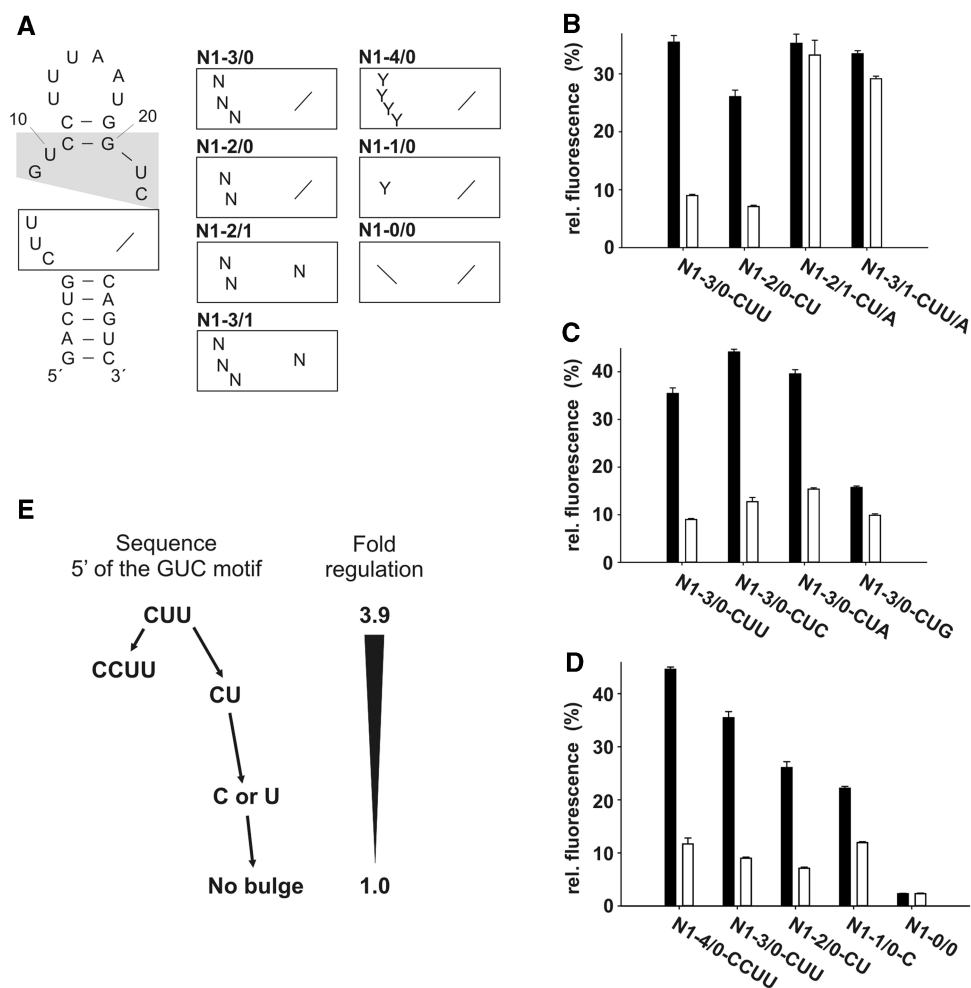 A
U A
U A
U U
10 C – G 20
U C – G
G U
C
U
U
C
G – C
U – A
C – G
A – U
G – C
5´ 3´
N1-3/0
N
N
N
N1-2/0
N
N
N1-2/1
N
N N
N1-3/1
N
N N
N
N1-4/0
Y
Y
Y
Y
N1-1/0
Y
N1-0/0
B
rel. fluorescence (%)
30
20
10
0
N1-3/0-CUU
N1-2/0-CU
N1-2/1-CU/A
N1-3/1-CUU/A
C
rel. fluorescence (%)
40
30
20
10
0
N1-3/0-CUU
N1-3/0-CUC
N1-3/0-CUA
N1-3/0-CUG
D
rel. fluorescence (%)
40
30
20
10
0
N1-4/0-CCUU
N1-3/0-CUU
N1-2/0-CU
N1-1/0-C
N1-0/0
E
Sequence
5’ of the GUC motif
Fold
regulation
CUU
3.9
CCUU
CU
C or U
No bulge
1.0